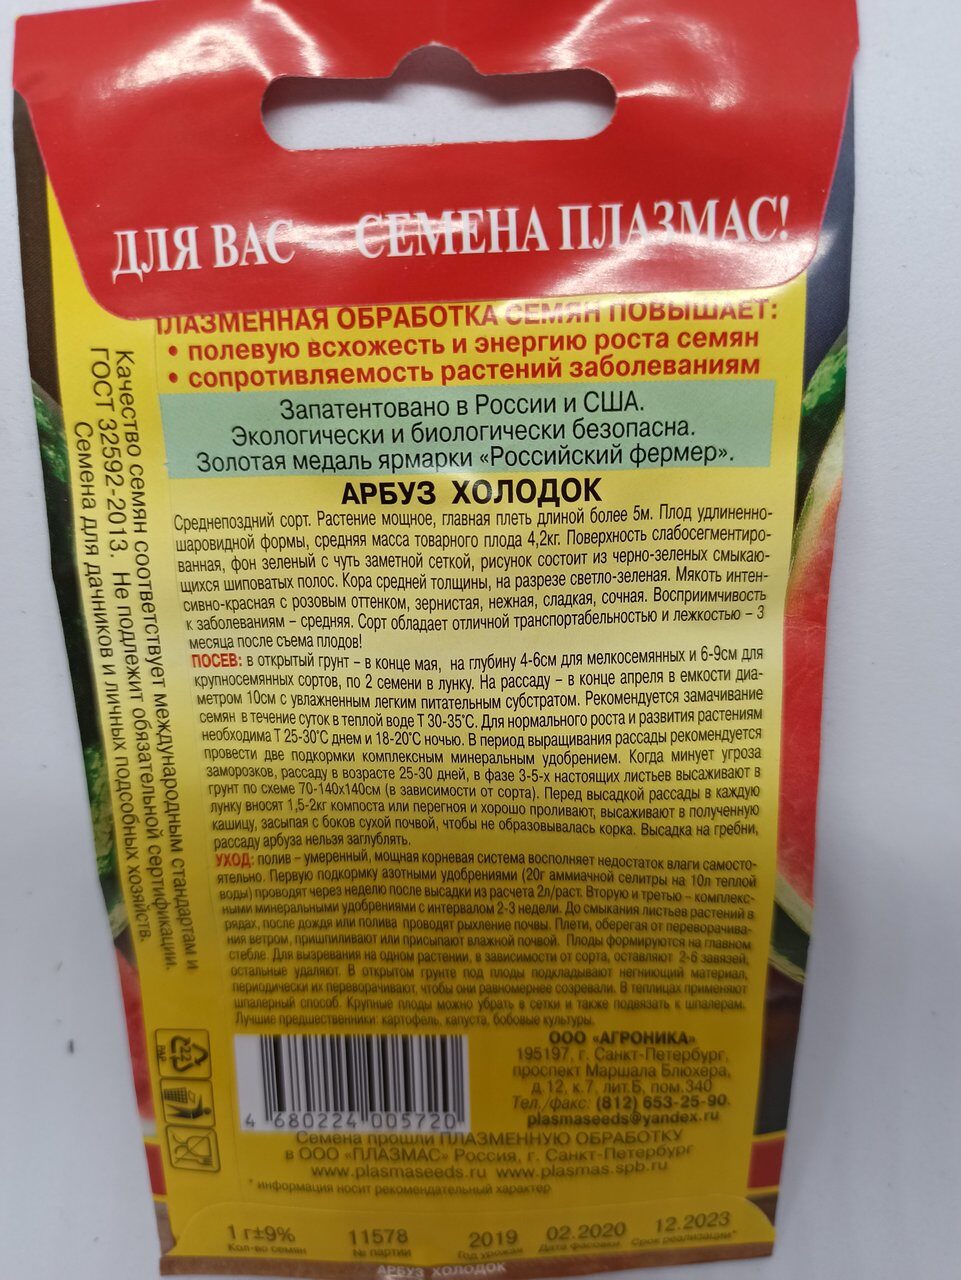 ДЛЯ ВАС – СЕМЕНА ПЛАЗМАС!
ПЛАЗМЕННАЯ ОБРАБОТКА СЕМЯН ПОВЫШАЕТ:
• полевую всхожесть и энергию роста семян
• сопротивляемость растений заболеваниям
Запатентовано в России и США.
Экологически и биологически безопасна.
Золотая медаль ярмарки «Российский фермер».
АРБУЗ ХОЛОДОК
Среднепоздний сорт. Растение мощное, главная плеть длиной более 5м. Плод удлиненно-
шаровидной формы, средняя масса товарного плода 4,2кг. Поверхность слабосегментиро-
ванная, фон зеленый с чуть заметной сеткой, рисунок состоит из черно-зеленых смыкаю-
щихся шиповатых полос. Кора средней толщины, на разрезе светло-зеленая. Мякоть интен-
сивно-красная с розовым оттенком, зернистая, нежная, сладкая, сочная. Восприимчивость
к заболеваниям – средняя. Сорт обладает отличной транспортабельностью и лежкостью – 3
месяца после съема плодов!
ПОСЕВ: в открытый грунт – в конце мая, на глубину 4-6см для мелкосемянных и 6-9см для
крупносемянных сортов, по 2 семени в лунку. На рассаду – в конце апреля в емкости диа-
метром 10см с увлажненным легким питательным субстратом. Рекомендуется замачивание
семян в течение суток в теплой воде Т 30-35°С. Для нормального роста и развития растениям
необходима Т 25-30°С днем и 18-20°С ночью. В период выращивания рассады рекомендуется
провести две подкормки комплексным минеральным удобрением. Когда минует угроза
заморозков, рассаду в возрасте 25-30 дней, в фазе 3-5-х настоящих листьев высаживают в
грунт по схеме 70-140х140см (в зависимости от сорта). Перед высадкой рассады в каждую
лунку вносят 1,5-2кг компоста или перегноя и хорошо проливают, высаживают в полученную
кашицу, засыпая с боков сухой почвой, чтобы не образовывалась корка. Высадка на гребни,
рассаду арбуза нельзя заглублять.
УХОД: полив – умеренный, мощная корневая система восполняет недостаток влаги самосто-
ятельно. Первую подкормку азотными удобрениями (20г аммиачной селитры на 10л теплой
воды) проводят через неделю после высадки из расчета 2л/раст. Вторую и третью – комплекс-
ными минеральными удобрениями с интервалом 2-3 недели. До смыкания листьев растений в
рядах, после дождя или полива проводят рыхление почвы. Плети, оберегая от переворачива-
ния ветром, пришпиливают или присыпают влажной почвой. Плоды формируются на главном
стебле. Для вызревания на одном растении, в зависимости от сорта, оставляют 2-6 завязей,
остальные удаляют. В открытом грунте под плоды подкладывают негниющий материал,
периодически их переворачивают, чтобы они равномернее созревали. В теплицах применяют
шпалерный способ. Крупные плоды можно убрать в сетки и также подвязать к шпалерам.
Лучшие предшественники: картофель, капуста, бобовые культуры.
Качество семян соответствует международным стандартам и
ГОСТ 32592-2013. Не подлежит обязательной сертификации.
Семена для дачников и личных подсобных хозяйств.
22
PAP
4 680224 005720
ООО «АГРОНИКА»
195197, г. Санкт-Петербург,
проспект Маршала Блюхера,
д.12, к.7, лит.Б, пом.340
Тел./факс: (812) 653-25-90.
plasmaseeds@yandex.ru
Семена прошли ПЛАЗМЕННУЮ ОБРАБОТКУ
в ООО «ПЛАЗМАС» Россия, г. Санкт-Петербург
www.plasmaseeds.ru www.plasmas.spb.ru
* информация носит рекомендательный характер
1 г±9% 11578 2019 02.2020 12.2023
Кол-во семян № партии Год урожая Дата фасовки Срок реализации*
АРБУЗ ХОЛОДОК